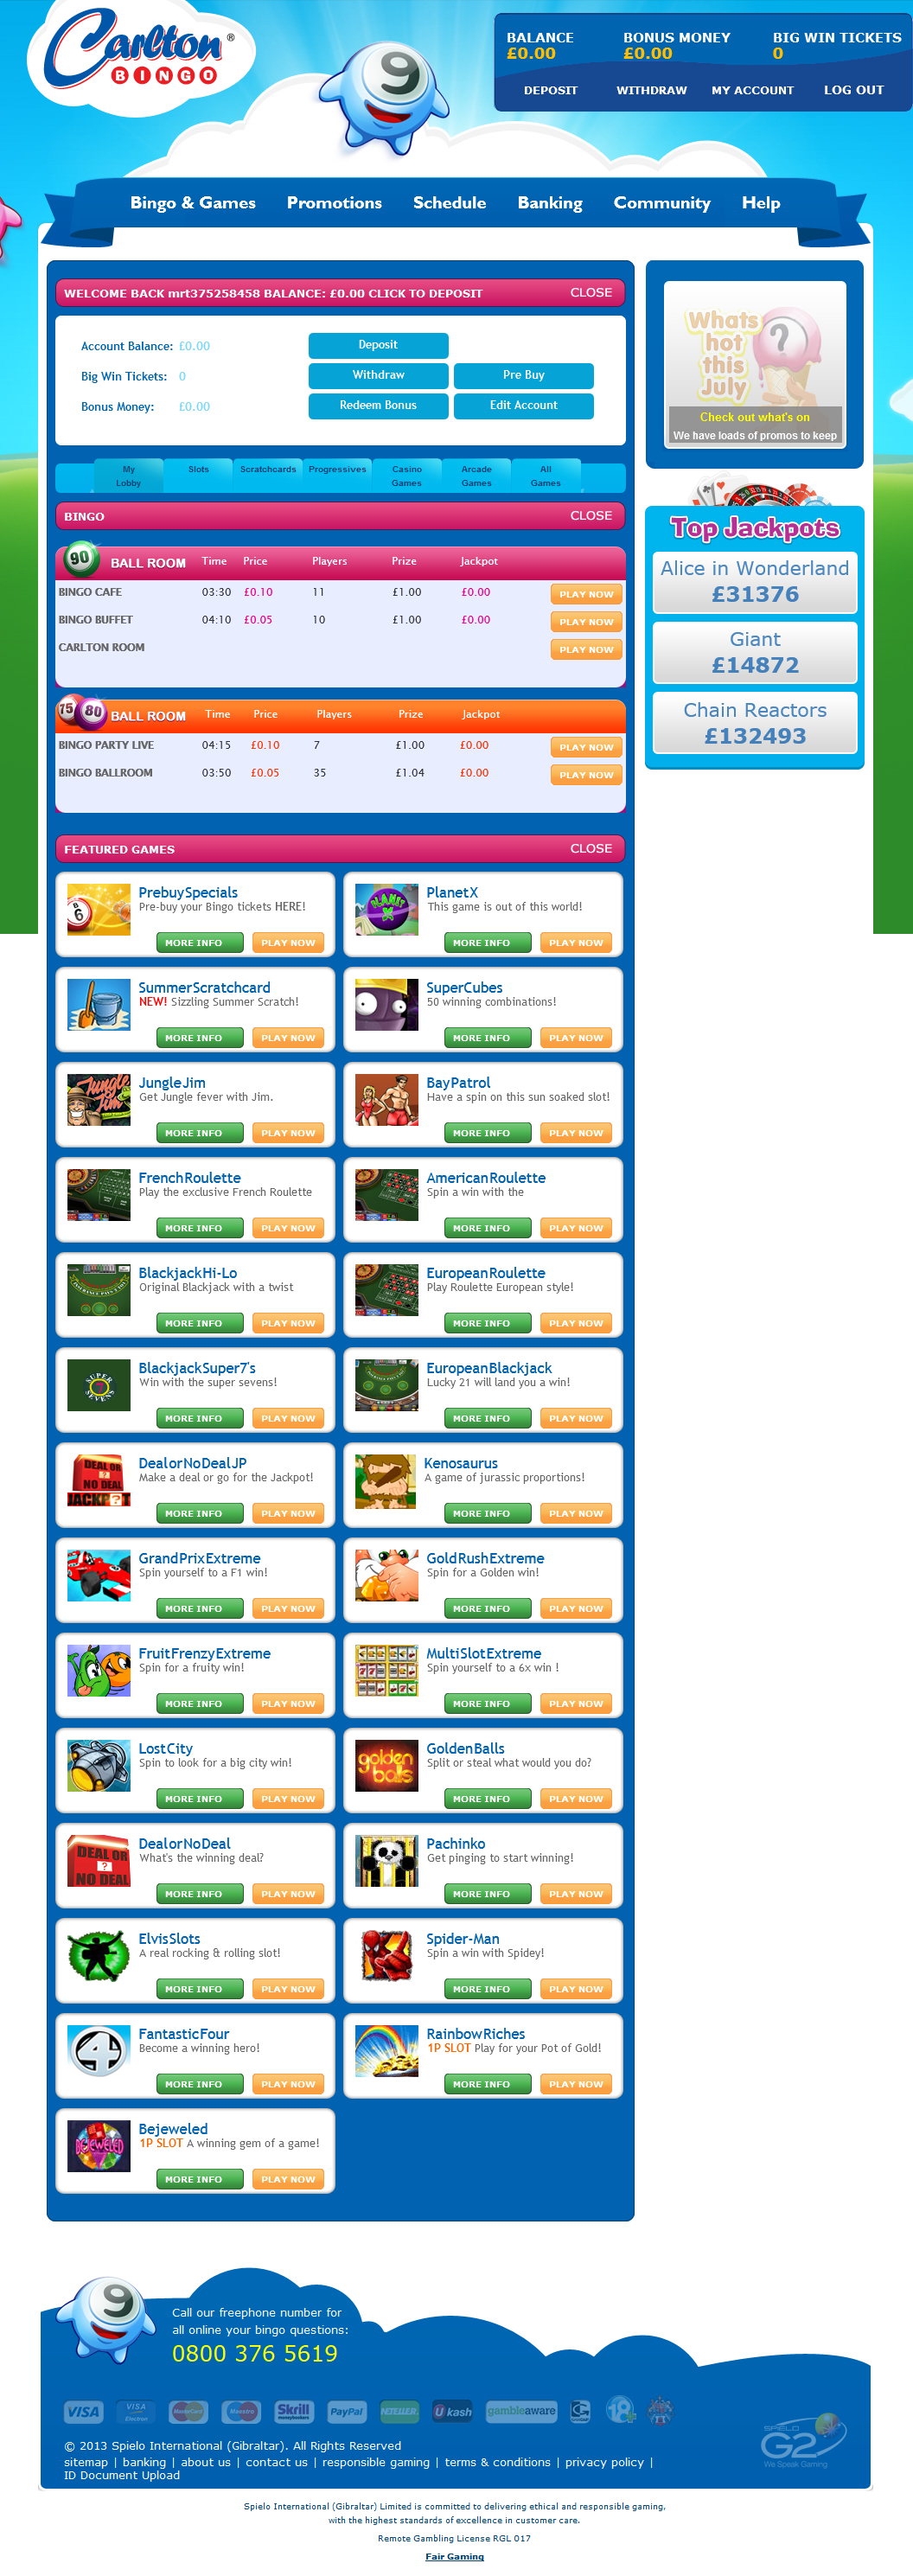 Carlton ®
BINGO
9
BALANCE BONUS MONEY BIG WIN TICKETS
£0.00 £0.00 0
DEPOSIT WITHDRAW MY ACCOUNT LOG OUT
Bingo & Games Promotions Schedule Banking Community Help
WELCOME BACK mrt375258458 BALANCE: £0.00 CLICK TO DEPOSIT CLOSE
Account Balance: £0.00 Deposit
Big Win Tickets: 0 Withdraw Pre Buy
Bonus Money: £0.00 Redeem Bonus Edit Account
My Lobby Slots Scratchcards Progressives Casino Games Arcade Games All Games
BINGO CLOSE
90 BALL ROOM Time Price Players Prize Jackpot
BINGO CAFE 03:30 £0.10 11 £1.00 £0.00 PLAY NOW
BINGO BUFFET 04:10 £0.05 10 £1.00 £0.00 PLAY NOW
CARLTON ROOM PLAY NOW
75 80 BALL ROOM Time Price Players Prize Jackpot
BINGO PARTY LIVE 04:15 £0.10 7 £1.00 £0.00 PLAY NOW
BINGO BALLROOM 03:50 £0.05 35 £1.04 £0.00 PLAY NOW
Whats
hot this
July
?
Check out what's on
We have loads of promos to keep
Top Jackpots
Alice in Wonderland
£31376
Giant
£14872
Chain Reactors
£132493
FEATURED GAMES CLOSE
PrebuySpecials
Pre-buy your Bingo tickets HERE!
MORE INFO PLAY NOW
PlanetX
This game is out of this world!
MORE INFO PLAY NOW
SummerScratchcard
NEW! Sizzling Summer Scratch!
MORE INFO PLAY NOW
SuperCubes
50 winning combinations!
MORE INFO PLAY NOW
JungleJim
Get Jungle fever with Jim.
MORE INFO PLAY NOW
BayPatrol
Have a spin on this sun soaked slot!
MORE INFO PLAY NOW
FrenchRoulette
Play the exclusive French Roulette
MORE INFO PLAY NOW
AmericanRoulette
Spin a win with the
MORE INFO PLAY NOW
BlackjackHi-Lo
Original Blackjack with a twist
MORE INFO PLAY NOW
EuropeanRoulette
Play Roulette European style!
MORE INFO PLAY NOW
BlackjackSuper7's
Win with the super sevens!
MORE INFO PLAY NOW
EuropeanBlackjack
Lucky 21 will land you a win!
MORE INFO PLAY NOW
DealorNoDealJP
Make a deal or go for the Jackpot!
MORE INFO PLAY NOW
Kenosaurus
A game of jurassic proportions!
MORE INFO PLAY NOW
GrandPrixExtreme
Spin yourself to a F1 win!
MORE INFO PLAY NOW
GoldRushExtreme
Spin for a Golden win!
MORE INFO PLAY NOW
FruitFrenzyExtreme
Spin for a fruity win!
MORE INFO PLAY NOW
MultiSlotExtreme
Spin yourself to a 6x win !
MORE INFO PLAY NOW
LostCity
Spin to look for a big city win!
MORE INFO PLAY NOW
GoldenBalls
Split or steal what would you do?
MORE INFO PLAY NOW
DealorNoDeal
What's the winning deal?
MORE INFO PLAY NOW
Pachinko
Get pinging to start winning!
MORE INFO PLAY NOW
ElvisSlots
A real rocking & rolling slot!
MORE INFO PLAY NOW
Spider-Man
Spin a win with Spidey!
MORE INFO PLAY NOW
FantasticFour
Become a winning hero!
MORE INFO PLAY NOW
RainbowRiches
1P SLOT Play for your Pot of Gold!
MORE INFO PLAY NOW
Bejeweled
1P SLOT A winning gem of a game!
MORE INFO PLAY NOW
9
Call our freephone number for
all online your bingo questions:
0800 376 5619
VISA VISA Electron MasterCard Maestro Skrill moneybookers PayPal NETELLER Ukash gambleaware 18+
© 2013 Spielo International (Gibraltar). All Rights Reserved
sitemap | banking | about us | contact us | responsible gaming | terms & conditions | privacy policy |
ID Document Upload
SPIELO
G2
We Speak Gaming
Spielo International (Gibraltar) Limited is committed to delivering ethical and responsible gaming,
with the highest standards of excellence in customer care.
Remote Gambling License RGL 017
Fair Gaming